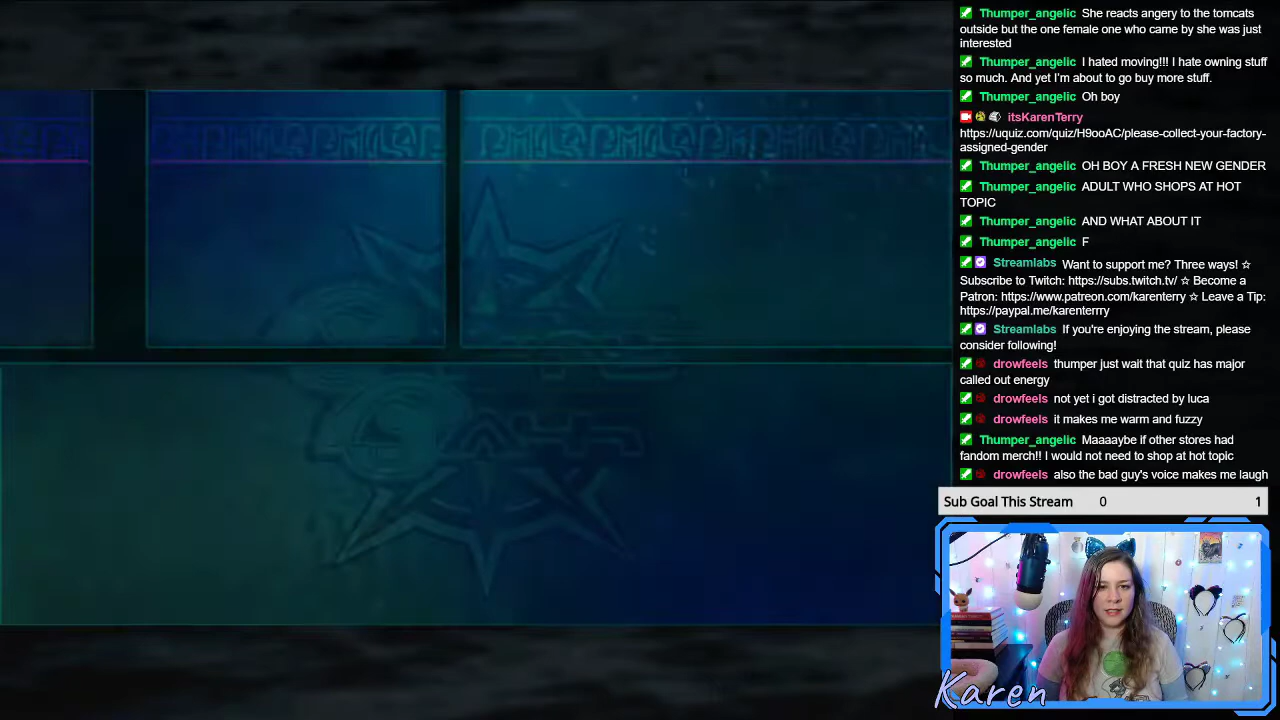 Thumper_angelic She reacts angery to the tomcats
outside but the one female one who came by she was just
interested
Thumper_angelic I hated moving!!! I hate owning stuff
so much. And yet I'm about to go buy more stuff.
Thumper_angelic Oh boy
itsKarenTerry
https://uquiz.com/quiz/H9ooAC/please-collect-your-factory-
assigned-gender
Thumper_angelic OH BOY A FRESH NEW GENDER
Thumper_angelic ADULT WHO SHOPS AT HOT
TOPIC
Thumper_angelic AND WHAT ABOUT IT
Thumper_angelic F
Streamlabs Want to support me? Three ways! ☆
Subscribe to Twitch: https://subs.twitch.tv/ ☆ Become a
Patron: https://www.patreon.com/karenterry ☆ Leave a Tip:
https://paypal.me/karenterrry
Streamlabs If you're enjoying the stream, please
consider following!
drowfeels thumper just wait that quiz has major
called out energy
drowfeels not yet i got distracted by luca
drowfeels it makes me warm and fuzzy
Thumper_angelic Maaaaybe if other stores had
fandom merch!! I would not need to shop at hot topic
drowfeels also the bad guy's voice makes me laugh
Sub Goal This Stream 0 1
Karen